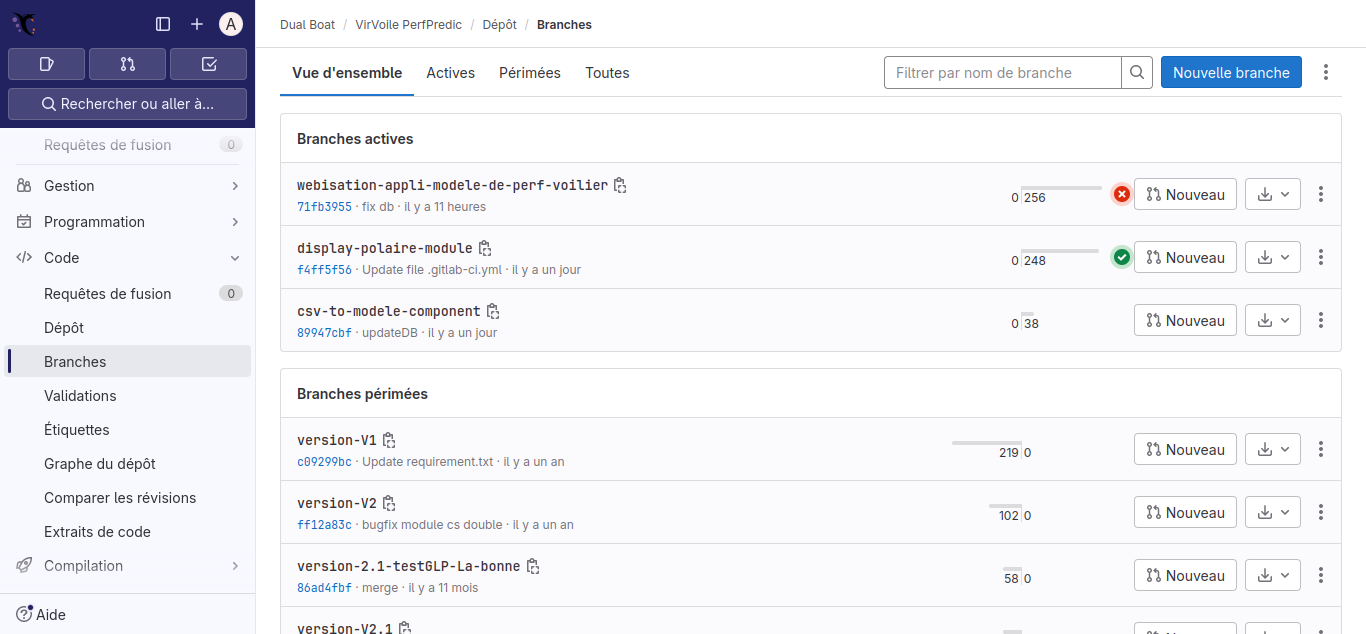 A
Rechercher ou aller à...
Requêtes de fusion 0
Gestion
Programmation
Code
Requêtes de fusion 0
Dépôt
Branches
Validations
Étiquettes
Graphe du dépôt
Comparer les révisions
Extraits de code
Compilation
Aide
Dual Boat / VirVoile PerfPredic / Dépôt / Branches
Vue d'ensemble Actives Périmées Toutes Filtrer par nom de branche Nouvelle branche
Branches actives
webisation-appli-modele-de-perf-voilier
71fb3955 · fix db · il y a 11 heures
0 256 Nouveau
display-polaire-module
f4ff5f56 · Update file .gitlab-ci.yml · il y a un jour
0 248 Nouveau
csv-to-modele-component
89947cbf · updateDB · il y a un jour
0 38 Nouveau
Branches périmées
version-V1
c09299bc · Update requirement.txt · il y a un an
219 0 Nouveau
version-V2
ff12a83c · bugfix module cs double · il y a un an
102 0 Nouveau
version-2.1-testGLP-La-bonne
86ad4fbf · merge · il y a 11 mois
58 0 Nouveau
version-V2.1